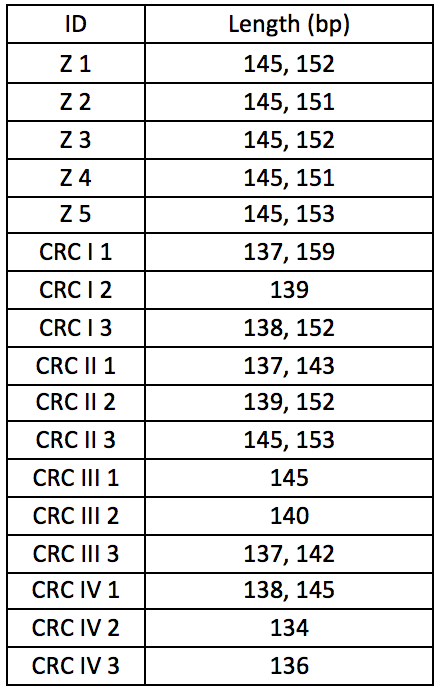 ID Length (bp)
Z 1 145, 152
Z 2 145, 151
Z 3 145, 152
Z 4 145, 151
Z 5 145, 153
CRC I 1 137, 159
CRC I 2 139
CRC I 3 138, 152
CRC II 1 137, 143
CRC II 2 139, 152
CRC II 3 145, 153
CRC III 1 145
CRC III 2 140
CRC III 3 137, 142
CRC IV 1 138, 145
CRC IV 2 134
CRC IV 3 136